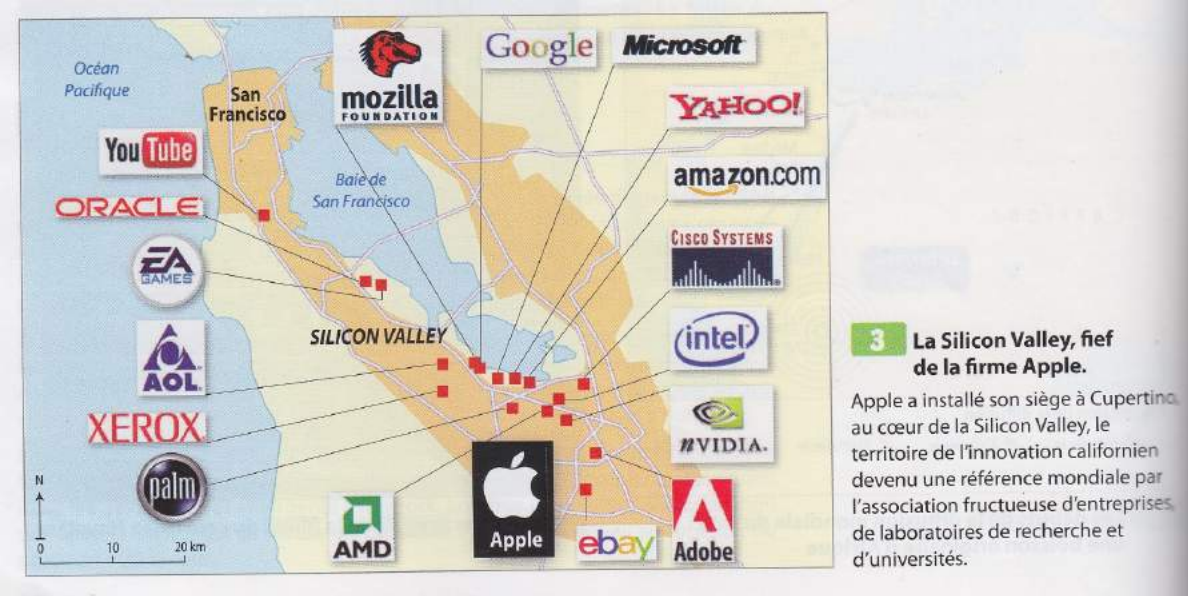 Océan
Pacifique
San
Francisco
mozilla
FOUNDATION
Google
Microsoft
YAHOO!
amazon.com
YouTube
ORACLE
EA
GAMES
Baie de
San Francisco
CISCO SYSTEMS
SILICON VALLEY
intel
AOL
XEROX
nVIDIA.
palm
N
0 10 20 km
AMD
Apple
ebay
Adobe
3 La Silicon Valley, fief
de la firme Apple.
Apple a installé son siège à Cupertino,
au cœur de la Silicon Valley, le
territoire de l'innovation californien
devenu une référence mondiale par
l'association fructueuse d'entreprises,
de laboratoires de recherche et
d'universités.